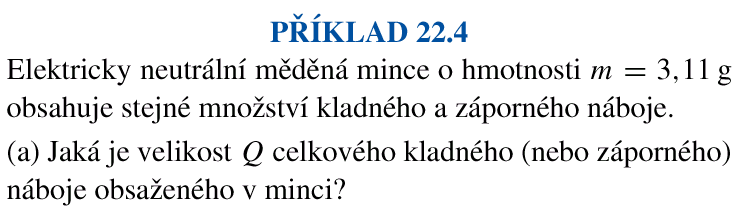 PŘÍKLAD 22.4
Elektricky neutrální měděná mince o hmotnosti m = 3,11 g
obsahuje stejné množství kladného a záporného náboje.
(a) Jaká je velikost Q celkového kladného (nebo záporného)
náboje obsaženého v minci?